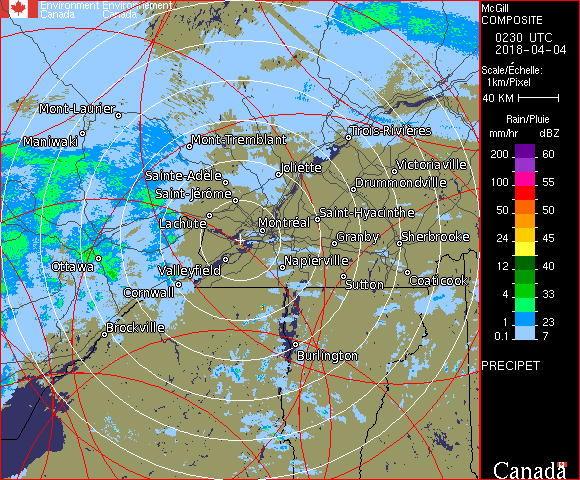 Environment Environnement
Canada Canada
McGill
COMPOSITE
0230 UTC
2018-04-04
Scale/Échelle:
1km/Pixel
40 KM
Rain/Pluie
mm/hr dBZ
200 60
100 55
50 50
24 45
12 40
4 33
1 23
0.1 7
PRECIPET
Canada
Mont-Laurier
Maniwaki
Mont-Tremblant
Trois-Rivières
Sainte-Adèle
Joliette
Victoriaville
Saint-Jérôme
Drummondville
Lachute
Montréal
Saint-Hyacinthe
Granby
Sherbrooke
Ottawa
Valleyfield
Napierville
Cornwall
Sutton
Coaticook
Brockville
Burlington